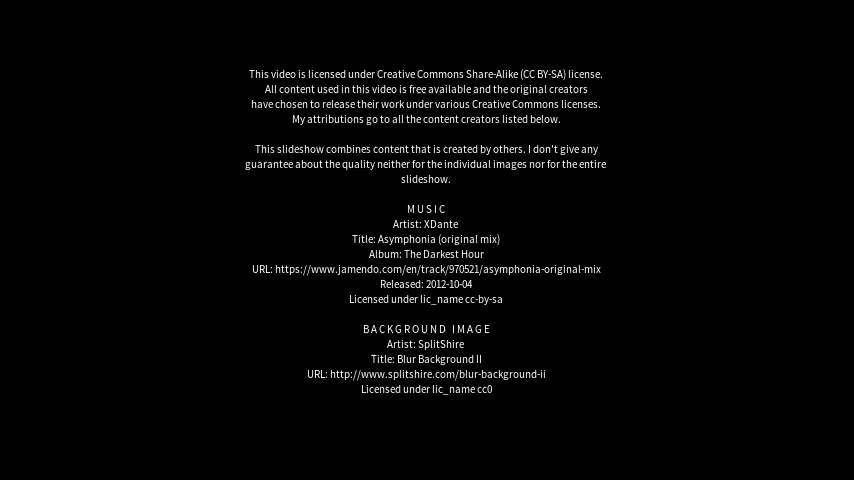 This video is licensed under Creative Commons Share-Alike (CC BY-SA) license.
All content used in this video is free available and the original creators
have chosen to release their work under various Creative Commons licenses.
My attributions go to all the content creators listed below.
This slideshow combines content that is created by others. I don't give any
guarantee about the quality neither for the individual images nor for the entire
slideshow.
MUSIC
Artist: XDante
Title: Asymphonia (original mix)
Album: The Darkest Hour
URL: https://www.jamendo.com/en/track/970521/asymphonia-original-mix
Released: 2012-10-04
Licensed under lic_name cc-by-sa
BACKGROUND IMAGE
Artist: SplitShire
Title: Blur Background II
URL: http://www.splitshire.com/blur-background-ii
Licensed under lic_name cc0